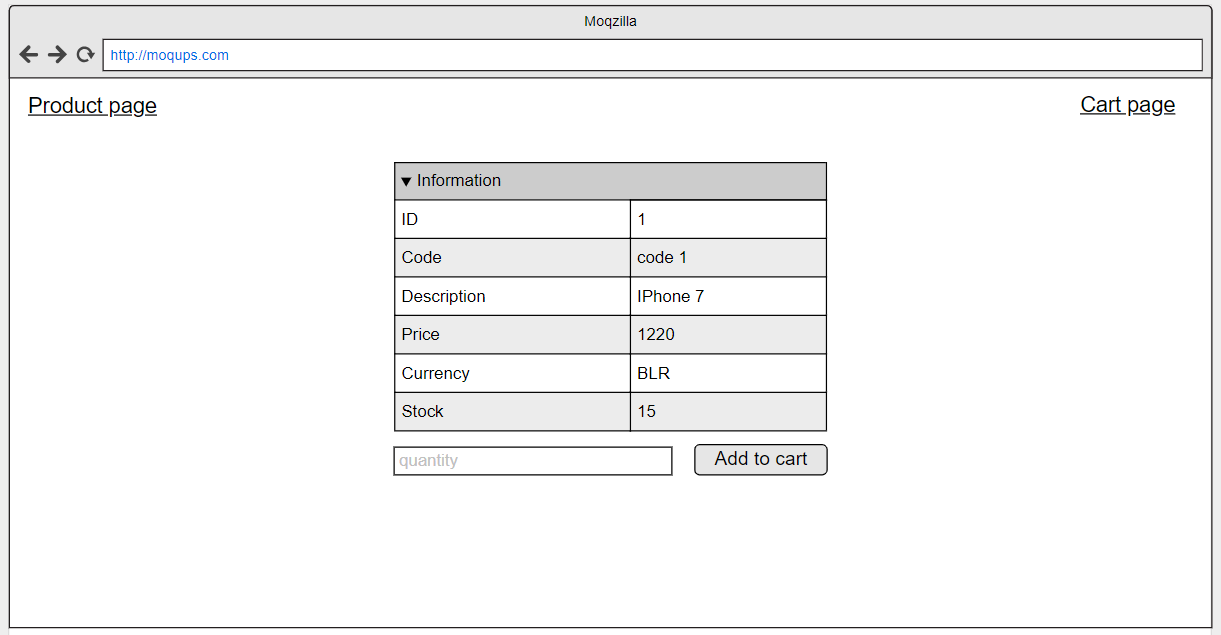 Moqzilla
http://moqups.com
Product page
Cart page
▼ Information
ID 1
Code code 1
Description IPhone 7
Price 1220
Currency BLR
Stock 15
quantity
Add to cart